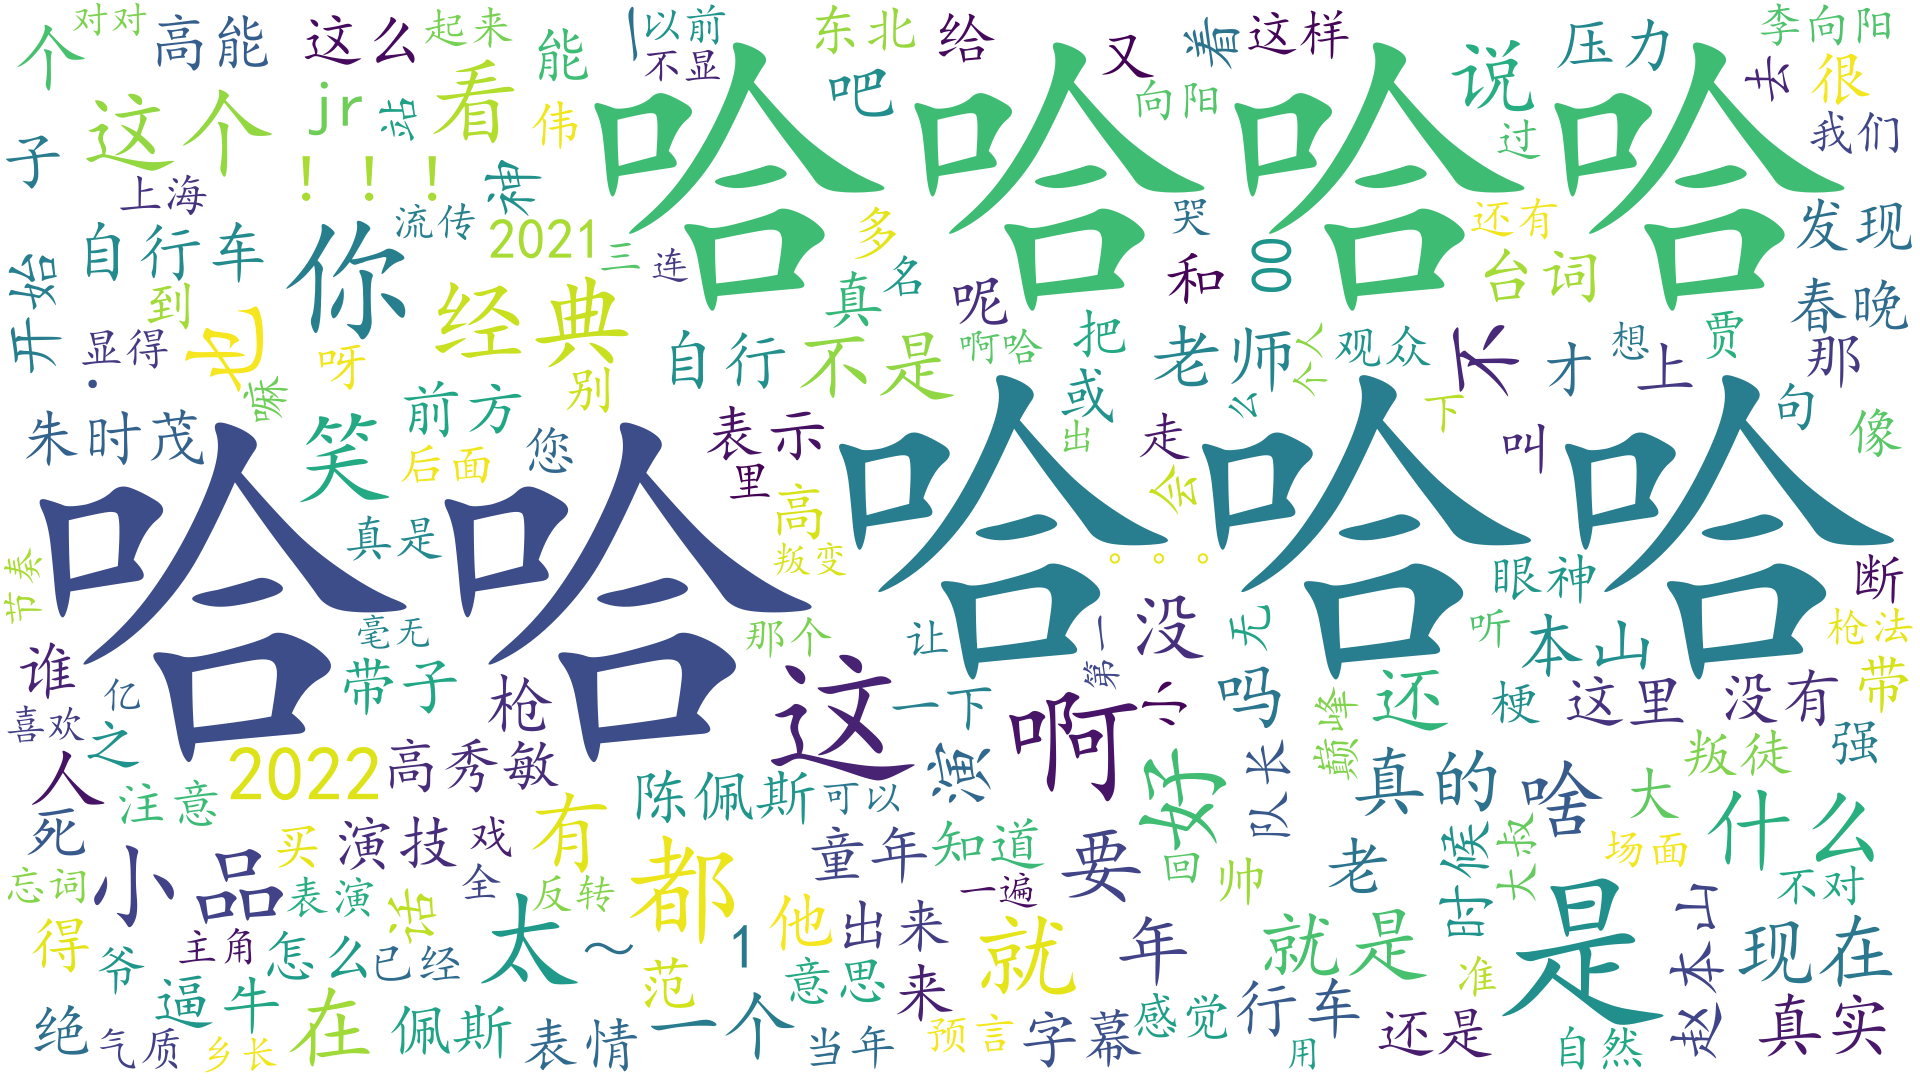 个 对对 高能 这么 起来 能 一 以前 不显 东北 给 又 着 这样 说 压力 李向阳 去 很
这个 jr 站 看 伟 哈哈哈哈 吧 向阳 过 我们
子 上海 ！！！ 神 流传 2021 三 连 多 哭 还有 发现
开始 自行车 到 你 经典 真 名 呢 和 00 台词 春晚
显得 · 也 呀 嘛 别 自行 不是 啊哈 把 老师 个人 观众 不 才 想 上 贾 那
朱时茂 笑 前方 后面 您 表示 里 或 出 走 么 下 叫 句 像
哈哈 哈哈哈 高 叛变 会 。。。 眼神 断
节奏 真是 毫无 那个 让 第一 没 无 听 本山 枪法
谁 亿 带子 枪 这 一下 啊 小 吗 巅峰 还 梗 这里 没有 带
喜欢 之 人 2022 高秀敏 陈佩斯 可以 演 好 队长 真的 啥 叛徒 强
死 注意 买 演技 戏 有 都 童年 知道 要 回 帅 老 时候 大叔 大 场面 什么
忘词 小品 表演 全 话 反转 一遍 不对
得 主角 怎么 已经 太 ～ 1 他 出来 就 年 就是 是 赵本山 现在
爷 逼 牛 在 范 意思 来 准
绝 气质 乡长 佩斯 表情 一个 当年 预言 字幕 感觉 行车 用 还是 自然 真实